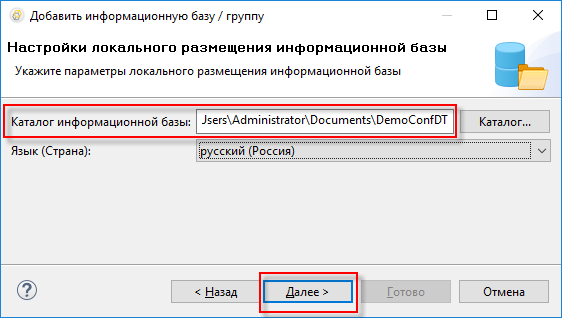 Добавить информационную базу / группу
Настройки локального размещения информационной базы
Укажите параметры локального размещения информационной базы
Каталог информационной базы: Jsers\Administrator\Documents\DemoConfDT Каталог...
Язык (Страна): русский (Россия)
? < Назад Далее > Готово Отмена